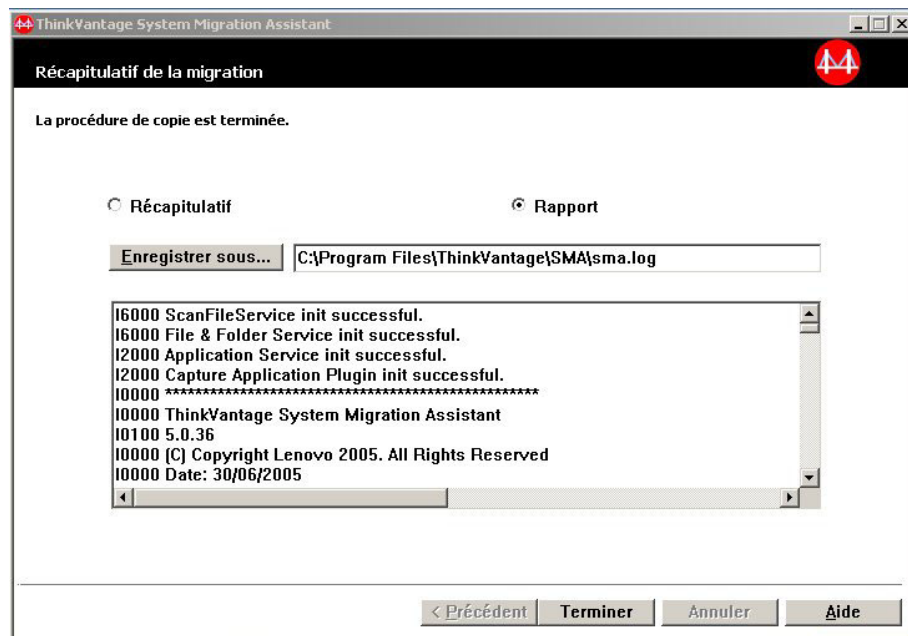 ThinkVantage System Migration Assistant
Récapitulatif de la migration
La procédure de copie est terminée.
Récapitulatif
Rapport
Enregistrer sous...
C:\Program Files\ThinkVantage\SMA\sma.log
I6000 ScanFileService init successful.
I6000 File & Folder Service init successful.
I2000 Application Service init successful.
I2000 Capture Application Plugin init successful.
I0000 **************************************************
I0000 ThinkVantage System Migration Assistant
I0100 5.0.36
I0000 (C) Copyright Lenovo 2005. All Rights Reserved
I0000 Date: 30/06/2005
< Précédent
Terminer
Annuler
Aide